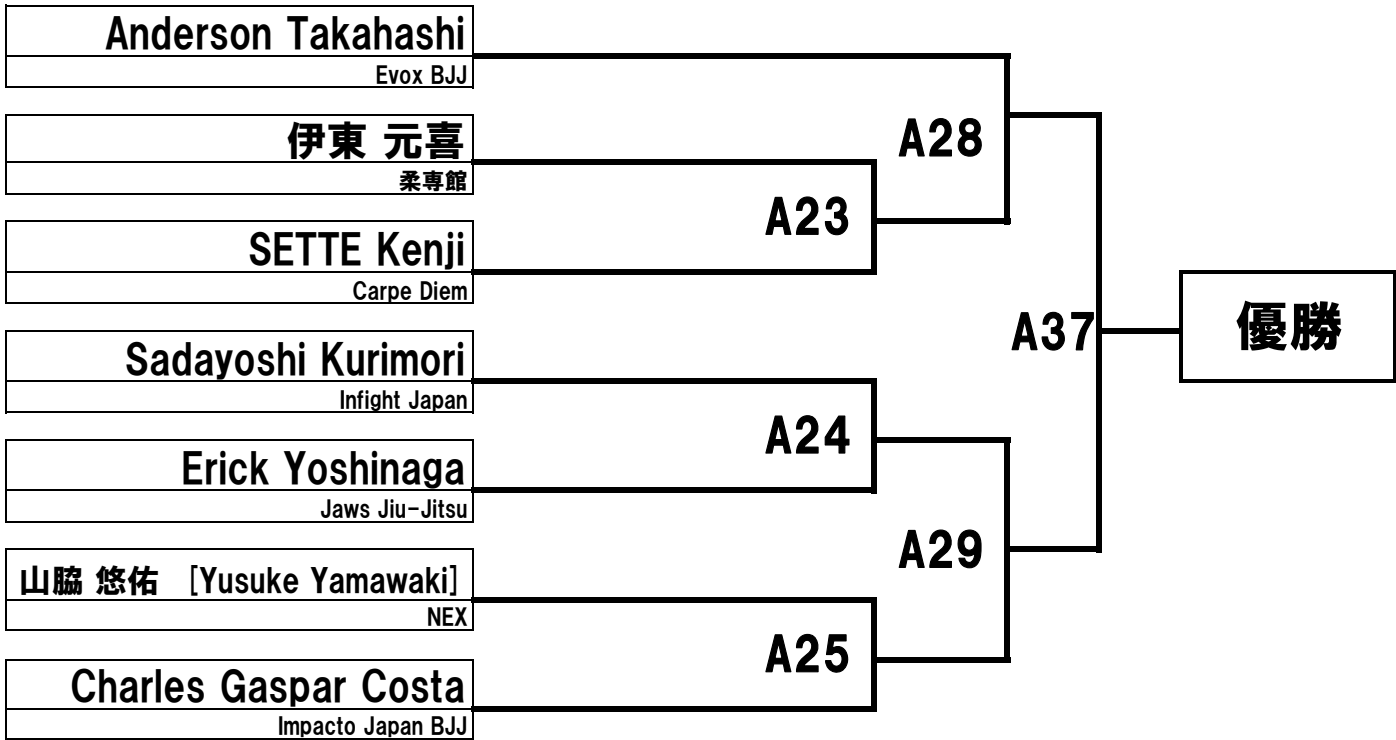 Anderson Takahashi
Evox BJJ
伊東 元喜
柔専館
SETTE Kenji
Carpe Diem
Sadayoshi Kurimori
Infight Japan
Erick Yoshinaga
Jaws Jiu-Jitsu
山脇 悠佑 [Yusuke Yamawaki]
NEX
Charles Gaspar Costa
Impacto Japan BJJ
A23
A24
A25
A28
A29
A37
優勝